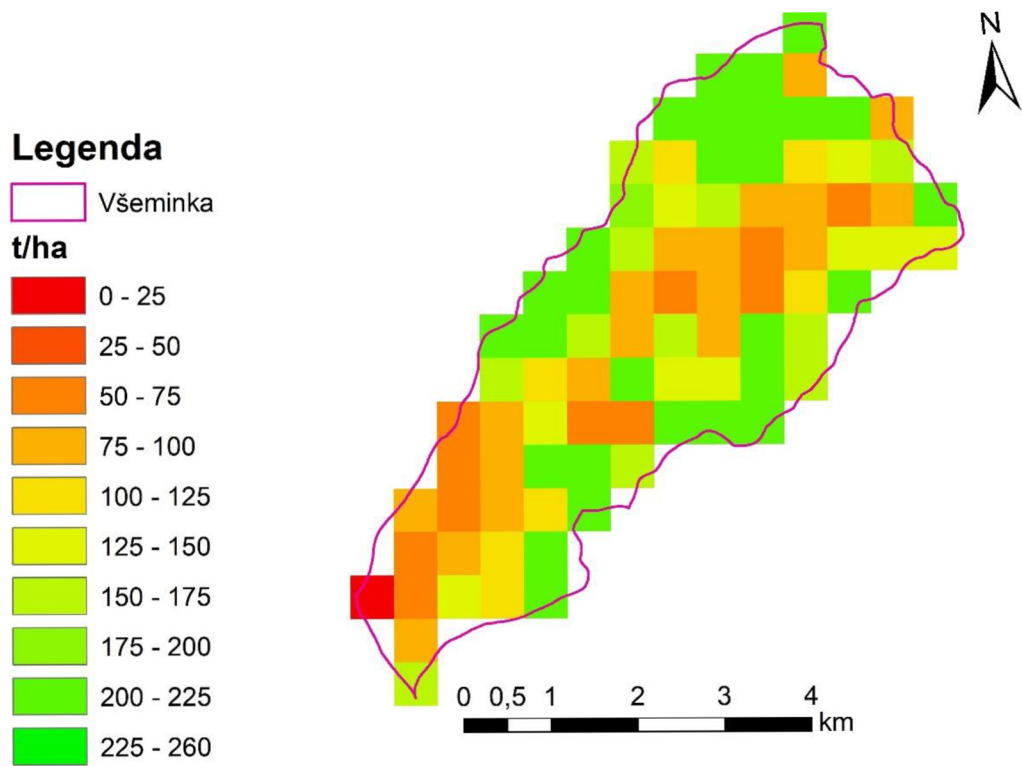 N
Legenda
Všeminka
t/ha
0 - 25
25 - 50
50 - 75
75 - 100
100 - 125
125 - 150
150 - 175
175 - 200
200 - 225
225 - 260
0 0,5 1 2 3 4
km